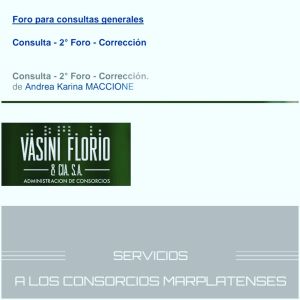 Foro para consultas generales
Consulta - 2° Foro - Corrección
Consulta - 2° Foro - Corrección.
de Andrea Karina MACCIONE
VASINI FLORIO
& CIA. S.A.
ADMINISTRACION DE CONSORCIOS
SERVICIOS
A LOS CONSORCIOS MARPLATENSES